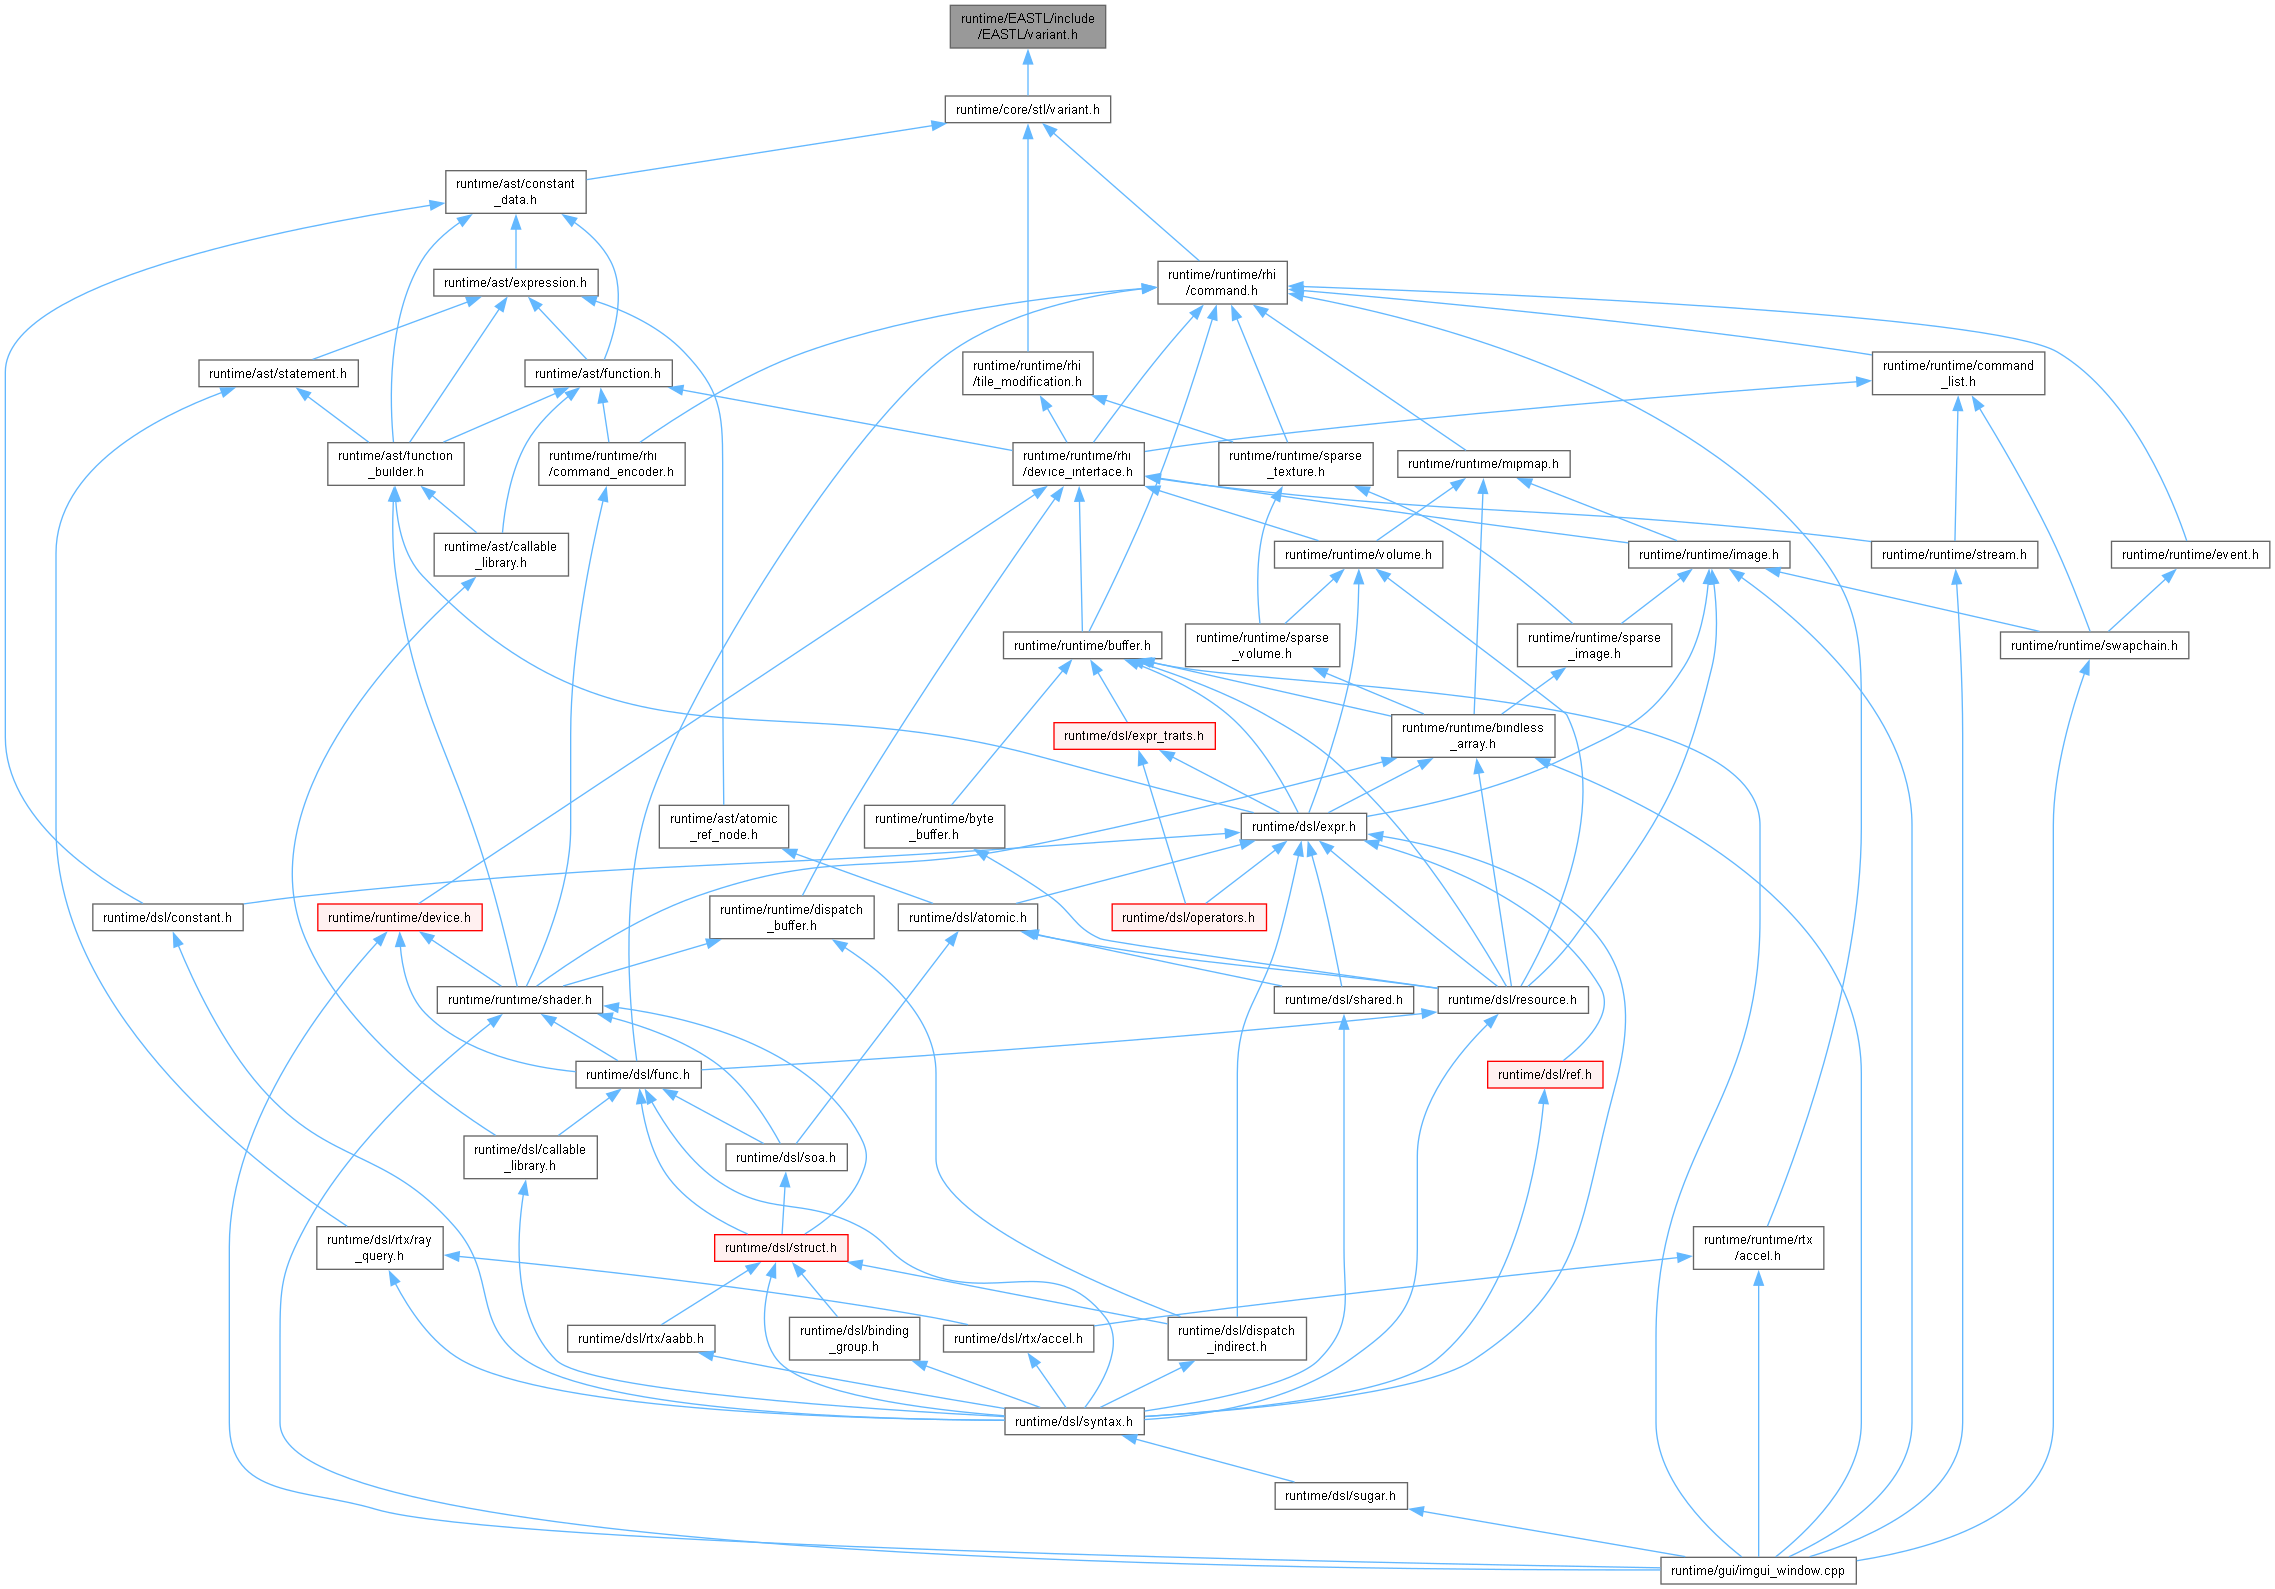 runtime/EASTL/include
/EASTL/variant.h
runtime/core/stl/variant.h
runtime/ast/constant
_data.h
runtime/ast/expression.h
runtime/runtime/rhi
/command.h
runtime/ast/statement.h
runtime/ast/function.h
runtime/runtime/rhi
/tile_modification.h
runtime/runtime/command
_list.h
runtime/ast/function
_builder.h
runtime/runtime/rhi
/command_encoder.h
runtime/runtime/rhi
/device_interface.h
runtime/runtime/sparse
_texture.h
runtime/runtime/mipmap.h
runtime/ast/callable
_library.h
runtime/runtime/volume.h
runtime/runtime/image.h
runtime/runtime/stream.h
runtime/runtime/event.h
runtime/runtime/buffer.h
runtime/runtime/sparse
_volume.h
runtime/runtime/sparse
_image.h
runtime/runtime/swapchain.h
runtime/dsl/expr_traits.h
runtime/runtime/bindless
_array.h
runtime/ast/atomic
_ref_node.h
runtime/runtime/byte
_buffer.h
runtime/dsl/expr.h
runtime/dsl/constant.h
runtime/runtime/device.h
runtime/runtime/dispatch
_buffer.h
runtime/dsl/atomic.h
runtime/dsl/operators.h
runtime/runtime/shader.h
runtime/dsl/shared.h
runtime/dsl/resource.h
runtime/dsl/func.h
runtime/dsl/ref.h
runtime/dsl/callable
_library.h
runtime/dsl/soa.h
runtime/dsl/rtx/ray
_query.h
runtime/dsl/struct.h
runtime/runtime/rtx
/accel.h
runtime/dsl/rtx/aabb.h
runtime/dsl/binding
_group.h
runtime/dsl/rtx/accel.h
runtime/dsl/dispatch
_indirect.h
runtime/dsl/syntax.h
runtime/dsl/sugar.h
runtime/gui/imgui_window.cpp